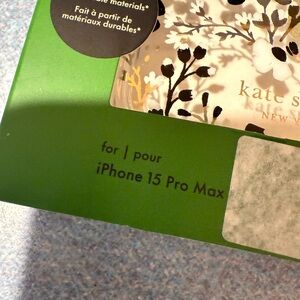 materials*
Fait à partir de
matériaux durables*
kate s
NEW
for | pour
iPhone 15 Pro Max